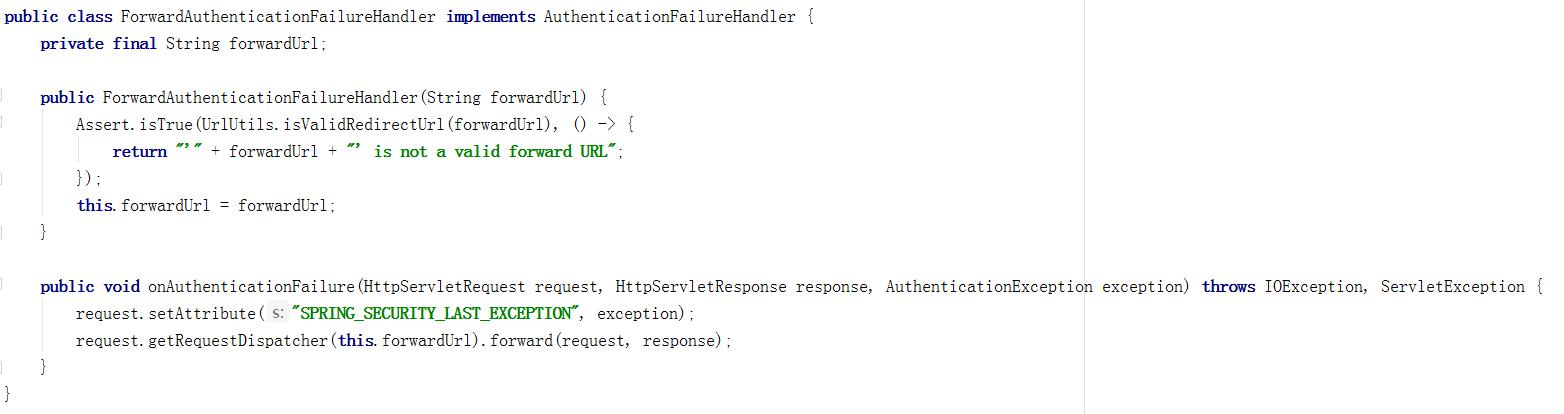 public class ForwardAuthenticationFailureHandler implements AuthenticationFailureHandler {
    private final String forwardUrl;

    public ForwardAuthenticationFailureHandler(String forwardUrl) {
        Assert.isTrue(UrlUtils.isValidRedirectUrl(forwardUrl), () -> {
            return "'" + forwardUrl + "' is not a valid forward URL";
        });
        this.forwardUrl = forwardUrl;
    }

    public void onAuthenticationFailure(HttpServletRequest request, HttpServletResponse response, AuthenticationException exception) throws IOException, ServletException {
        request.setAttribute( s: "SPRING_SECURITY_LAST_EXCEPTION", exception);
        request.getRequestDispatcher(this.forwardUrl).forward(request, response);
    }
}